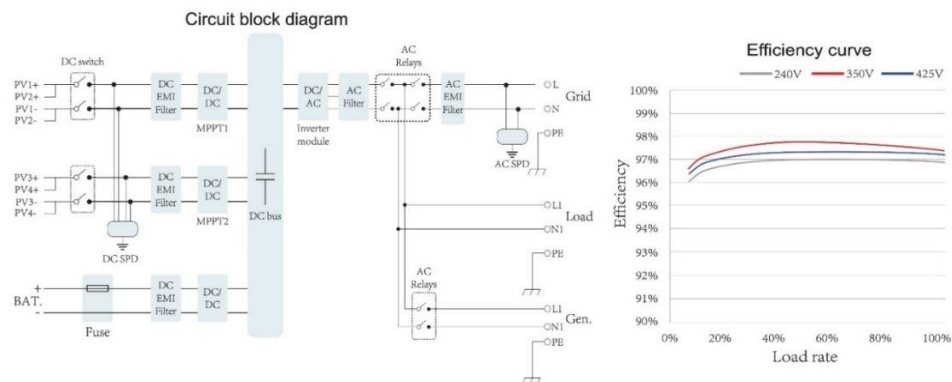 Circuit block diagram
DC switch
PV1+
PV2+
PV1-
PV2-
DC
EMI
Filter
DC/
DC
MPPT1
PV3+
PV4+
PV3-
PV4-
DC
EMI
Filter
DC/
DC
MPPT2
DC SPD
+
BAT.
-
Fuse
DC
EMI
Filter
DC/
DC
DC bus
DC/
AC
Inverter
module
AC
Filter
AC
Relays
AC
EMI
Filter
L
Grid
N
PE
AC SPD
L1
Load
N1
PE
AC
Relays
L1
Gen.
N1
PE
Efficiency curve
240V 350V 425V
Efficiency
100%
99%
98%
97%
96%
95%
94%
93%
92%
91%
90%
0% 20% 40% 60% 80% 100%
Load rate